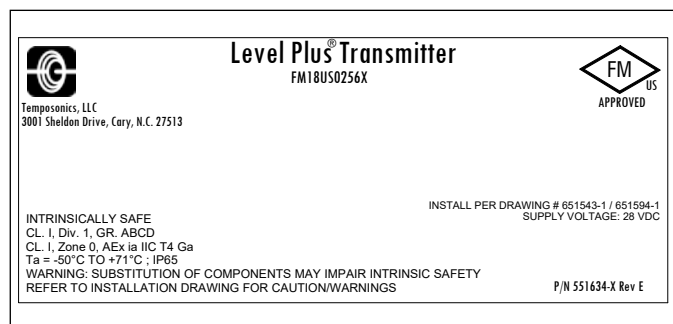 Level Plus® Transmitter
FM18US0256X
FM
US
APPROVED
Temposonics, LLC
3001 Sheldon Drive, Cary, N.C. 27513
INSTALL PER DRAWING # 651543-1 / 651594-1
SUPPLY VOLTAGE: 28 VDC
INTRINSICALLY SAFE
CL. I, Div. 1, GR. ABCD
CL. I, Zone 0, AEx ia IIC T4 Ga
Ta = -50°C TO +71°C ; IP65
WARNING: SUBSTITUTION OF COMPONENTS MAY IMPAIR INTRINSIC SAFETY
REFER TO INSTALLATION DRAWING FOR CAUTION/WARNINGS
P/N 551634-X Rev E